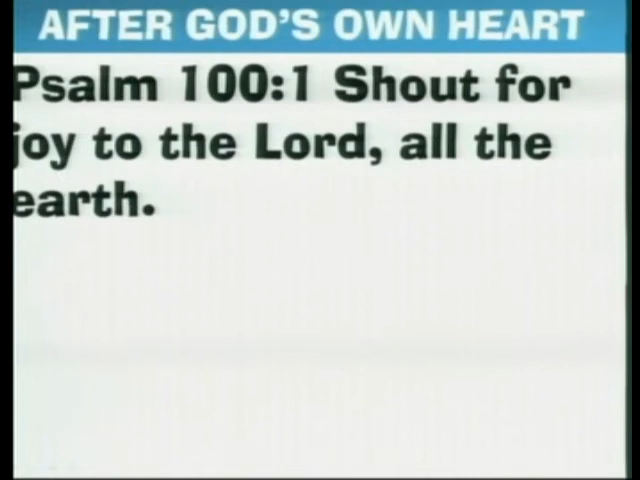 AFTER GOD'S OWN HEART
Psalm 100:1 Shout for
joy to the Lord, all the
earth.